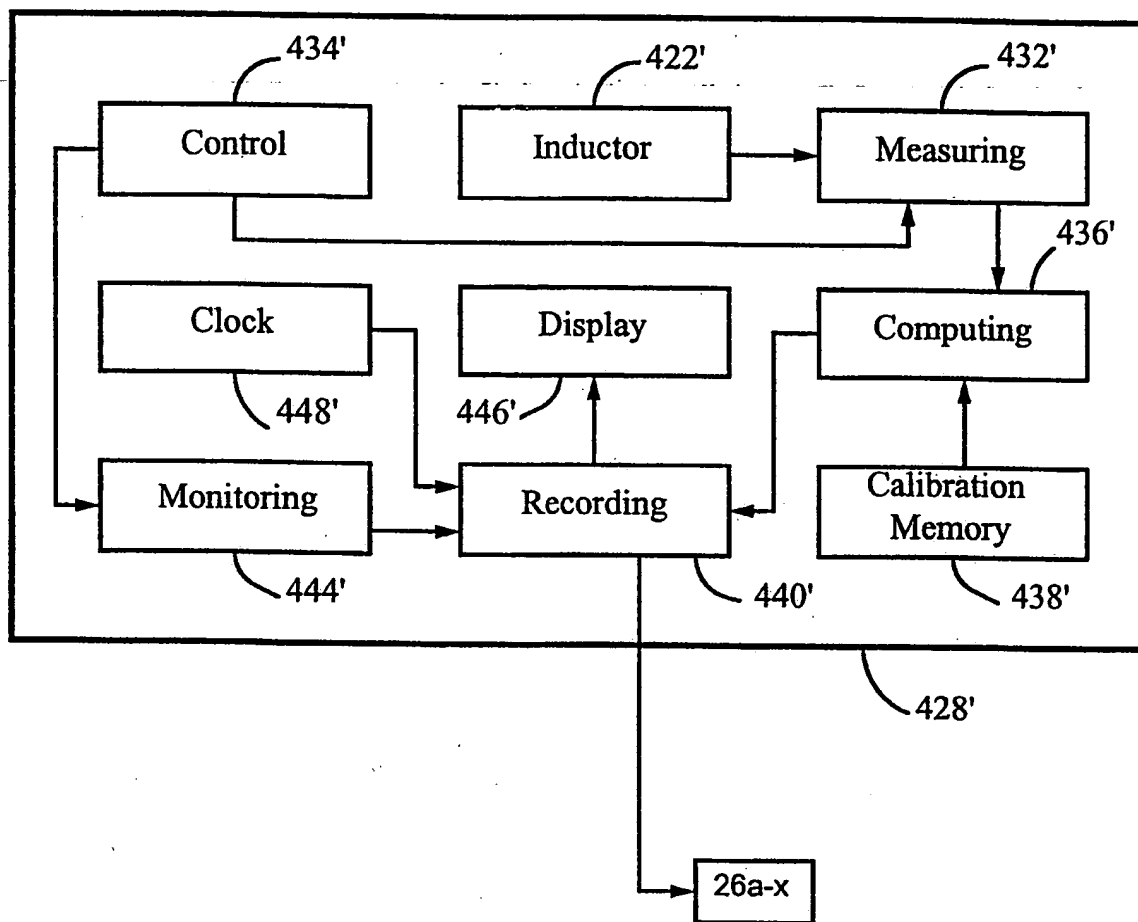 434'
422'
432'
Control
Inductor
Measuring
436'
Clock
Display
Computing
448'
446'
Monitoring
Recording
Calibration
Memory
444'
440'
438'
428'
26a-x